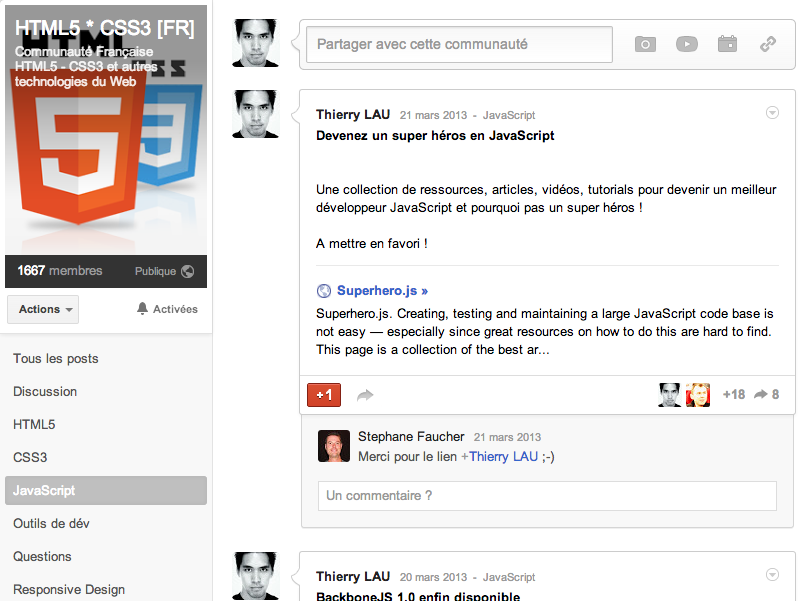 HTML5 * CSS3 [FR]
Communauté Française
HTML5 - CSS3 et autres
technologies du Web
HTML
CSS
5
3
1667 membres
Publique
Actions
Activées
Tous les posts
Discussion
HTML5
CSS3
JavaScript
Outils de dév
Questions
Responsive Design
Partager avec cette communauté
Thierry LAU 21 mars 2013 - JavaScript
Devenez un super héros en JavaScript
Une collection de ressources, articles, vidéos, tutorials pour devenir un meilleur
développeur JavaScript et pourquoi pas un super héros !
A mettre en favori !
Superhero.js »
Superhero.js. Creating, testing and maintaining a large JavaScript code base is
not easy — especially since great resources on how to do this are hard to find.
This page is a collection of the best ar...
+1
+18
8
Stephane Faucher 21 mars 2013
Merci pour le lien +Thierry LAU ;-)
Un commentaire ?
Thierry LAU 20 mars 2013 - JavaScript
BackboneJS 1.0 enfin disponible